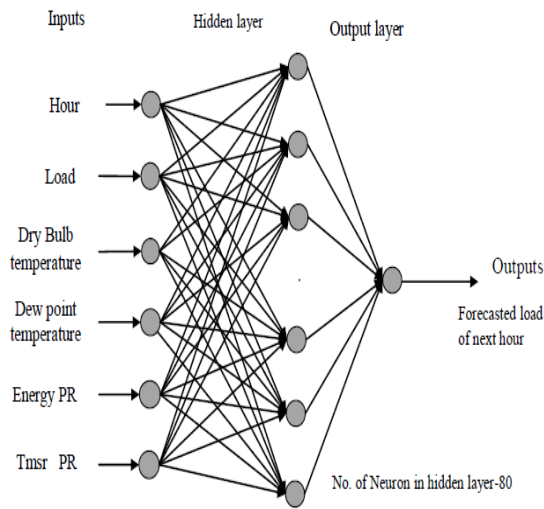 Inputs
Hidden layer
Output layer
Hour
Load
Dry Bulb
temperature
Dew point
temperature
Energy PR
Tmsr PR
Outputs
Forecasted load
of next hour
No. of Neuron in hidden layer-80